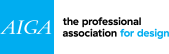 AIGA
the professional
association for design